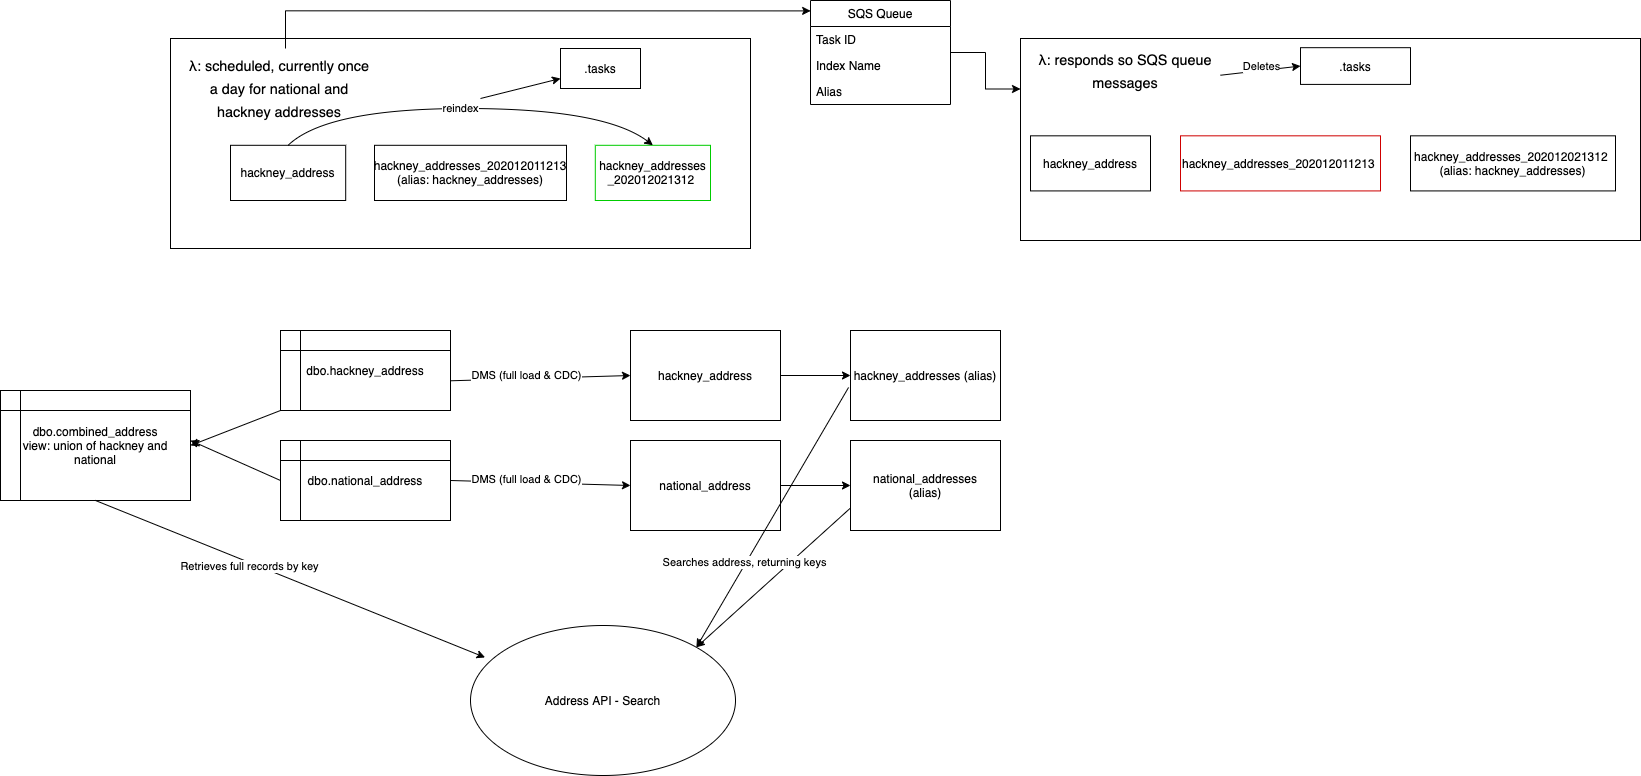 SQS Queue
Task ID
Index Name
Alias
λ: scheduled, currently once
a day for national and
hackney addresses
.tasks
reindex
hackney_address
hackney_addresses_202012011213
(alias: hackney_addresses)
hackney_addresses
_202012021312
λ: responds so SQS queue
messages
Deletes
.tasks
hackney_address
hackney_addresses_202012011213
hackney_addresses_202012021312
(alias: hackney_addresses)
dbo.hackney_address
DMS (full load & CDC)
hackney_address
hackney_addresses (alias)
dbo.combined_address
view: union of hackney and
national
dbo.national_address
DMS (full load & CDC)
national_address
national_addresses
(alias)
Retrieves full records by key
Searches address, returning keys
Address API - Search